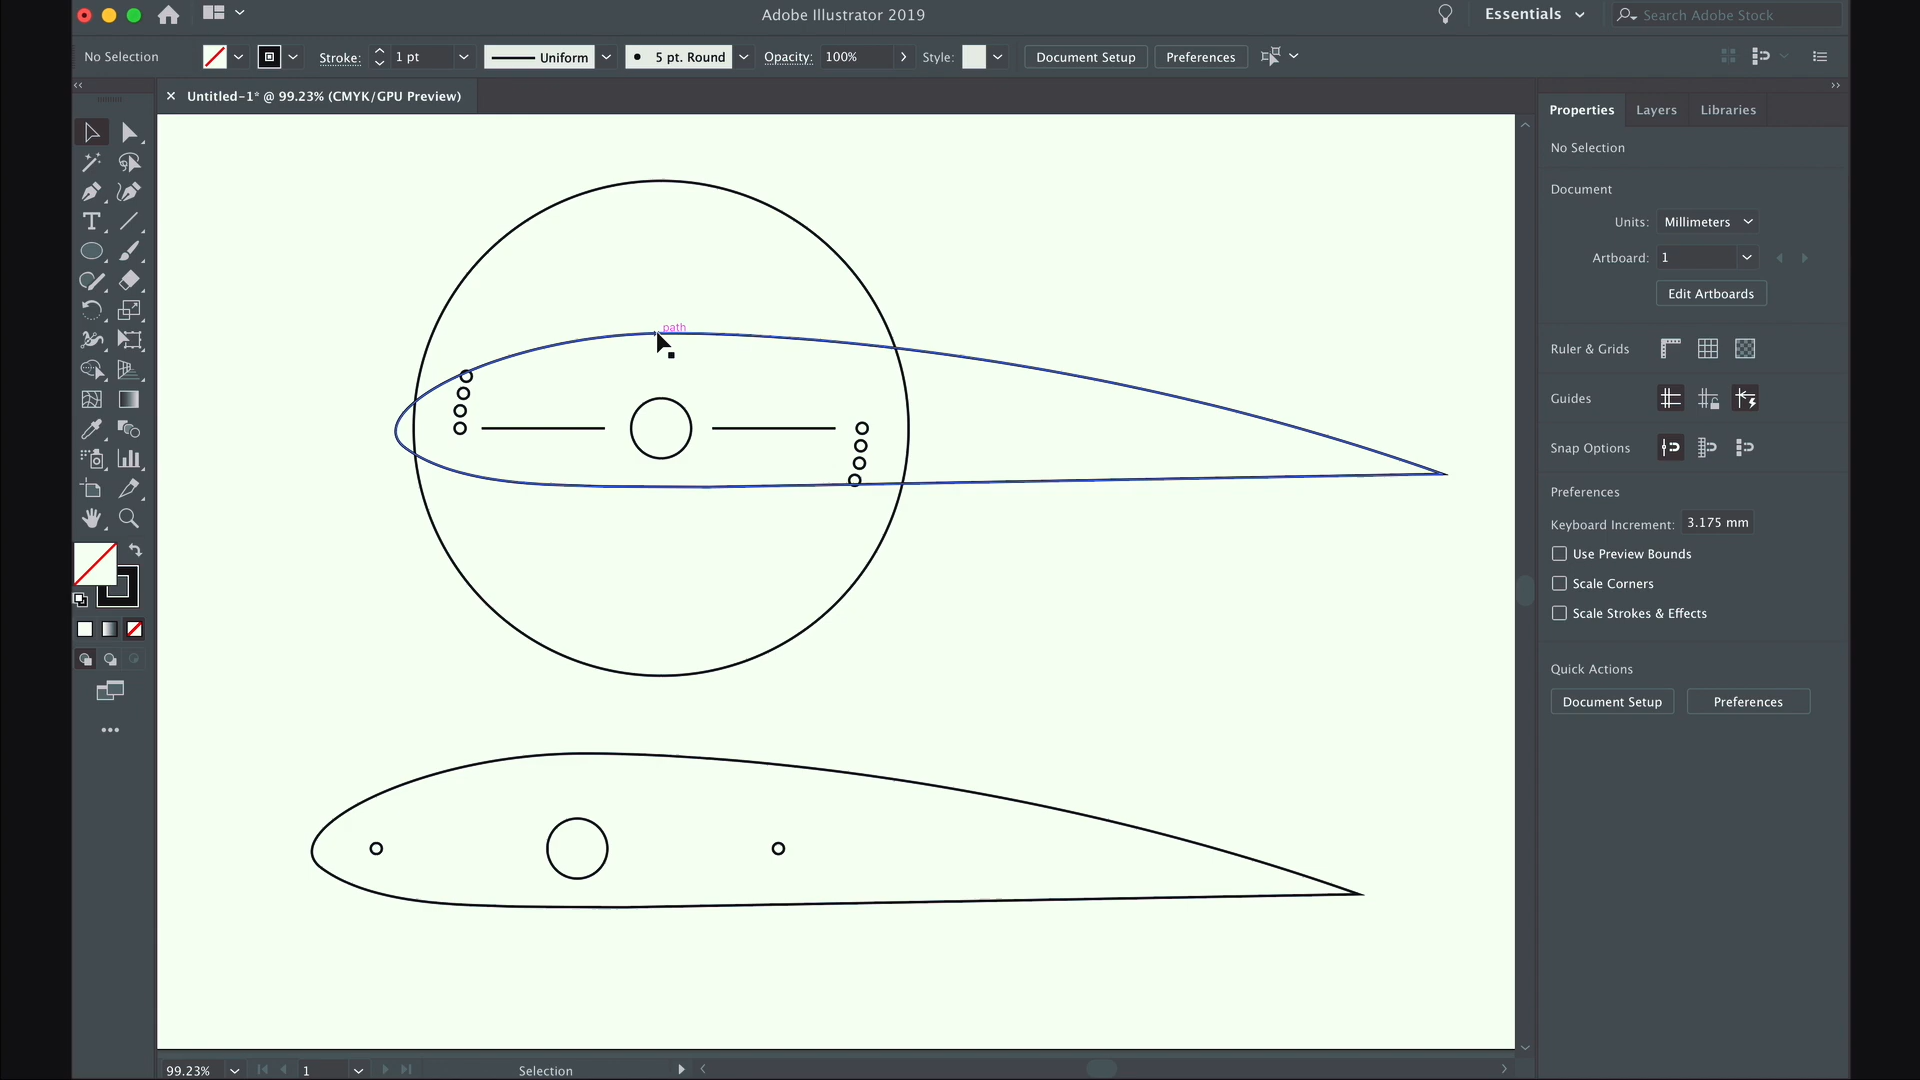 Adobe Illustrator 2019
Essentials
Search Adobe Stock
No Selection
Stroke:
1 pt
Uniform
5 pt. Round
Opacity:
100%
Style:
Document Setup
Preferences
Untitled-1* @ 99.23% (CMYK/GPU Preview)
Properties
Layers
Libraries
No Selection
Document
Units:
Millimeters
Artboard:
1
Edit Artboards
Ruler & Grids
Guides
Snap Options
Preferences
Keyboard Increment:
3.175 mm
Use Preview Bounds
Scale Corners
Scale Strokes & Effects
Quick Actions
Document Setup
Preferences
path
99.23%
1
Selection